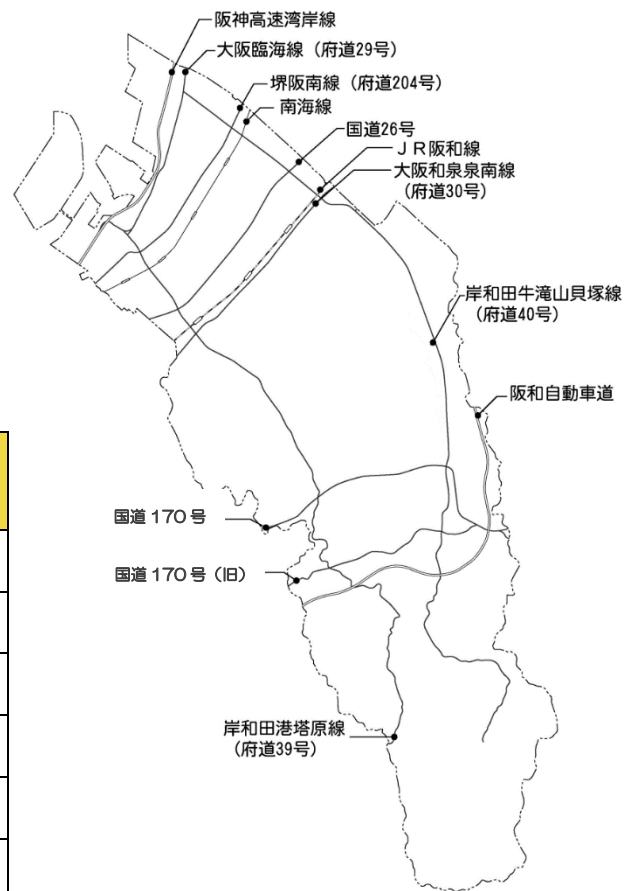 阪神高速湾岸線
大阪臨海線（府道29号）
堺阪南線（府道204号）
南海線
国道26号
ＪＲ阪和線
大阪和泉泉南線
（府道30号）
岸和田牛滝山貝塚線
（府道40号）
阪和自動車道
国道170号
国道170号（旧）
岸和田港塔原線
（府道39号）